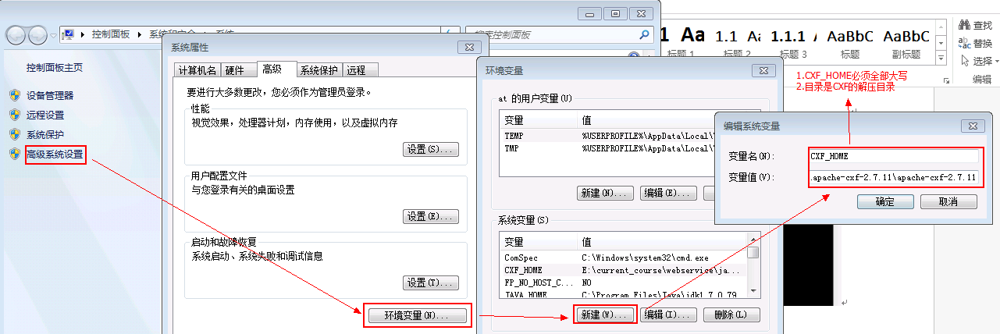 控制面板 系统和安全 系统
搜索控制面板
控制面板主页
设备管理器
远程设置
系统保护
高级系统设置
系统属性
计算机名 硬件 高级 系统保护 远程
要进行大多数更改，您必须作为管理员登录。
性能
视觉效果，处理器计划，内存使用，以及虚拟内存
设置(S)...
用户配置文件
与您登录有关的桌面设置
设置(E)...
启动和故障恢复
系统启动、系统失败和调试信息
设置(T)...
环境变量(N)...
环境变量
at 的用户变量(U)
变量 值
TEMP %USERPROFILE%\AppData\Local\
TMP %USERPROFILE%\AppData\Local\
新建(N)... 编辑(E)...
系统变量(S)
变量 值
ComSpec C:\Windows\system32\cmd.exe
CXF_HOME E:\current_course\webservice\ja...
FP_NO_HOST_C... NO
JAVA_HOME C:\Program Files\Java\jdk1.7.0_79
新建(W)... 编辑(I)... 删除(L)
1 Aa 1.1 Aa 1.1.1 AaBbC AaBbC
标题 1 标题 2 标题 3 标题 副标题
查找
替换
选择
编辑
1.CXF_HOME必须全部大写
2.目录是CXF的解压目录
编辑系统变量
变量名(N): CXF_HOME
变量值(V): .apache-cxf-2.7.11\apache-cxf-2.7.11
确定 取消